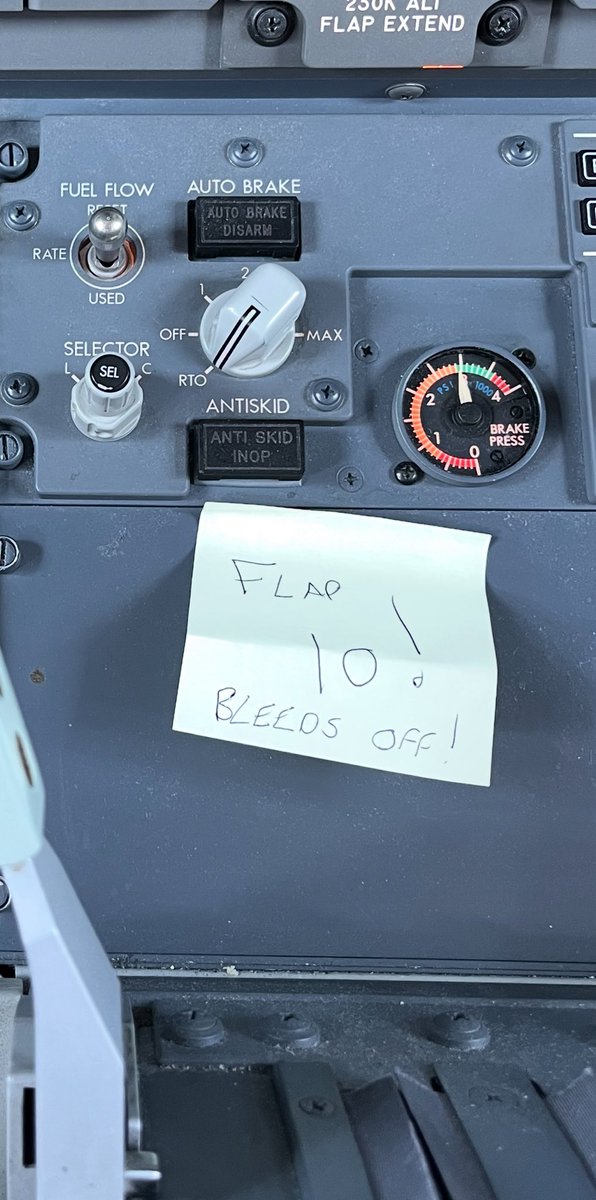 230K ALT
FLAP EXTEND
FUEL FLOW
RESET
RATE
USED
AUTO BRAKE
AUTO BRAKE
DISARM
2
1
OFF
MAX
RTO
SELECTOR
L
C
SEL
ANTISKID
ANTI SKID
INOP
PSI 1000
2
3
4
1
0
BRAKE
PRESS
FLAP
10!
BLEEDS OFF!